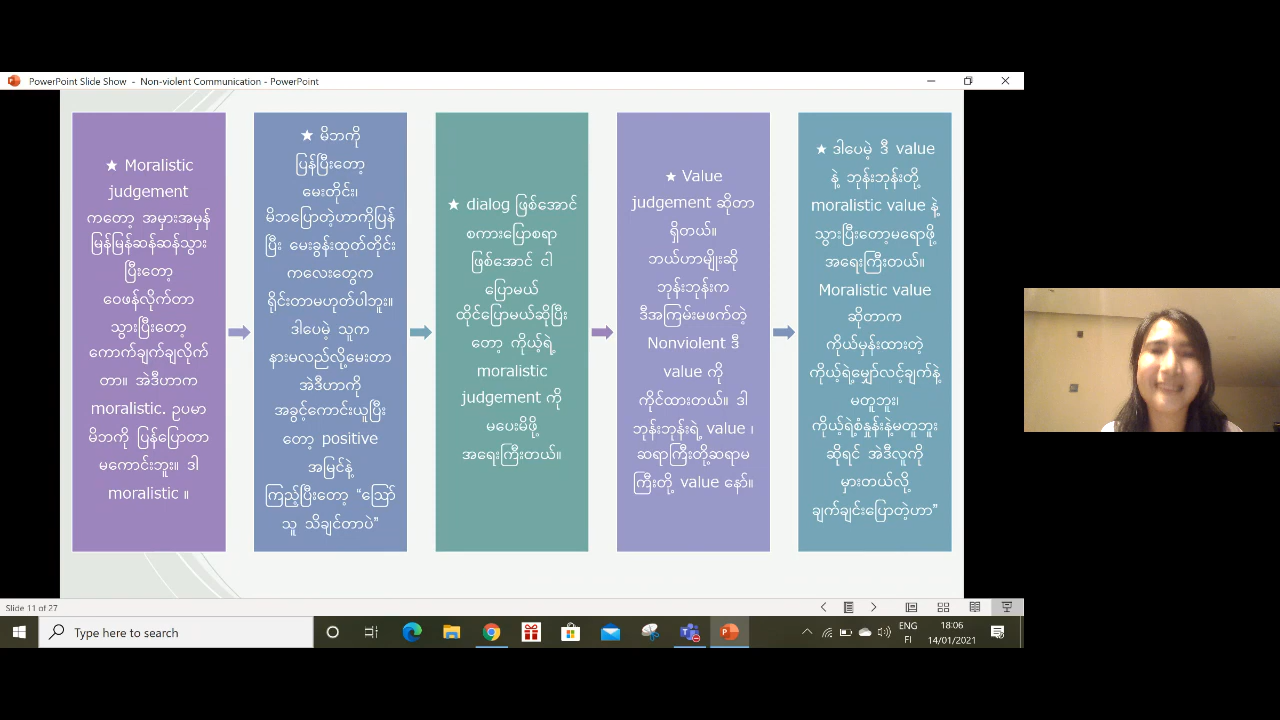 PowerPoint Slide Show - Non-violent Communication - PowerPoint
★ Moralistic
judgement
ကတော့ အမှားအမှန်
မြန်မြန်ဆန်ဆန်သွား
ပြီးတော့
ဝေဖန်လိုက်တာ
သွားပြီးတော့
ကောက်ချက်ချလိုက်
တာ။ အဲဒီဟာက
moralistic. ဥပမာ
မိဘကို ပြန်ပြောတာ
မကောင်းဘူး။ ဒါ
moralistic ။
★ မိဘကို
ပြန်ပြီးတော့
မေးတိုင်း၊
မိဘပြောတဲ့ဟာကိုပြန်
ပြီး မေးခွန်းထုတ်တိုင်း
ကလေးတွေက
ရိုင်းတာမဟုတ်ပါဘူး။
ဒါပေမဲ့ သူက
နားမလည်လို့မေးတာ
အဲဒီဟာကို
အခွင့်ကောင်းယူပြီး
တော့ positive
အမြင်နဲ့
ကြည့်ပြီးတော့ “သြော်
သူ သိချင်တာပဲ”
★ dialog ဖြစ်အောင်
စကားပြောစရာ
ဖြစ်အောင် ငါ
ပြောမယ်
ထိုင်ပြောမယ်ဆိုပြီး
တော့ ကိုယ့်ရဲ့
moralistic
judgement ကို
မပေးမိဖို့
အရေးကြီးတယ်။
★ Value
judgement ဆိုတာ
ရှိတယ်။
ဘယ်ဟာမျိုးဆို
ဘုန်းဘုန်းက
ဒီအကြမ်းမဖက်တဲ့
Nonviolent ဒီ
value ကို
ကိုင်ထားတယ်။ ဒါ
ဘုန်းဘုန်းရဲ့ value ၊
ဆရာကြီးတို့ဆရာမ
ကြီးတို့ value နော်။
★ ဒါပေမဲ့ ဒီ value
နဲ့ ဘုန်းဘုန်းတို့
moralistic value နဲ့
သွားပြီးတော့မရောဖို့
အရေးကြီးတယ်။
Moralistic value
ဆိုတာက
ကိုယ်မှန်းထားတဲ့
ကိုယ့်ရဲ့မျှော်လင့်ချက်နဲ့
မတူဘူး၊
ကိုယ့်ရဲ့စံနှုန်းနဲ့မတူဘူး
ဆိုရင် အဲဒီလူကို
မှားတယ်လို့
ချက်ချင်းပြောတဲ့ဟာ”
Slide 11 of 27
Type here to search
ENG
FI
18:06
14/01/2021